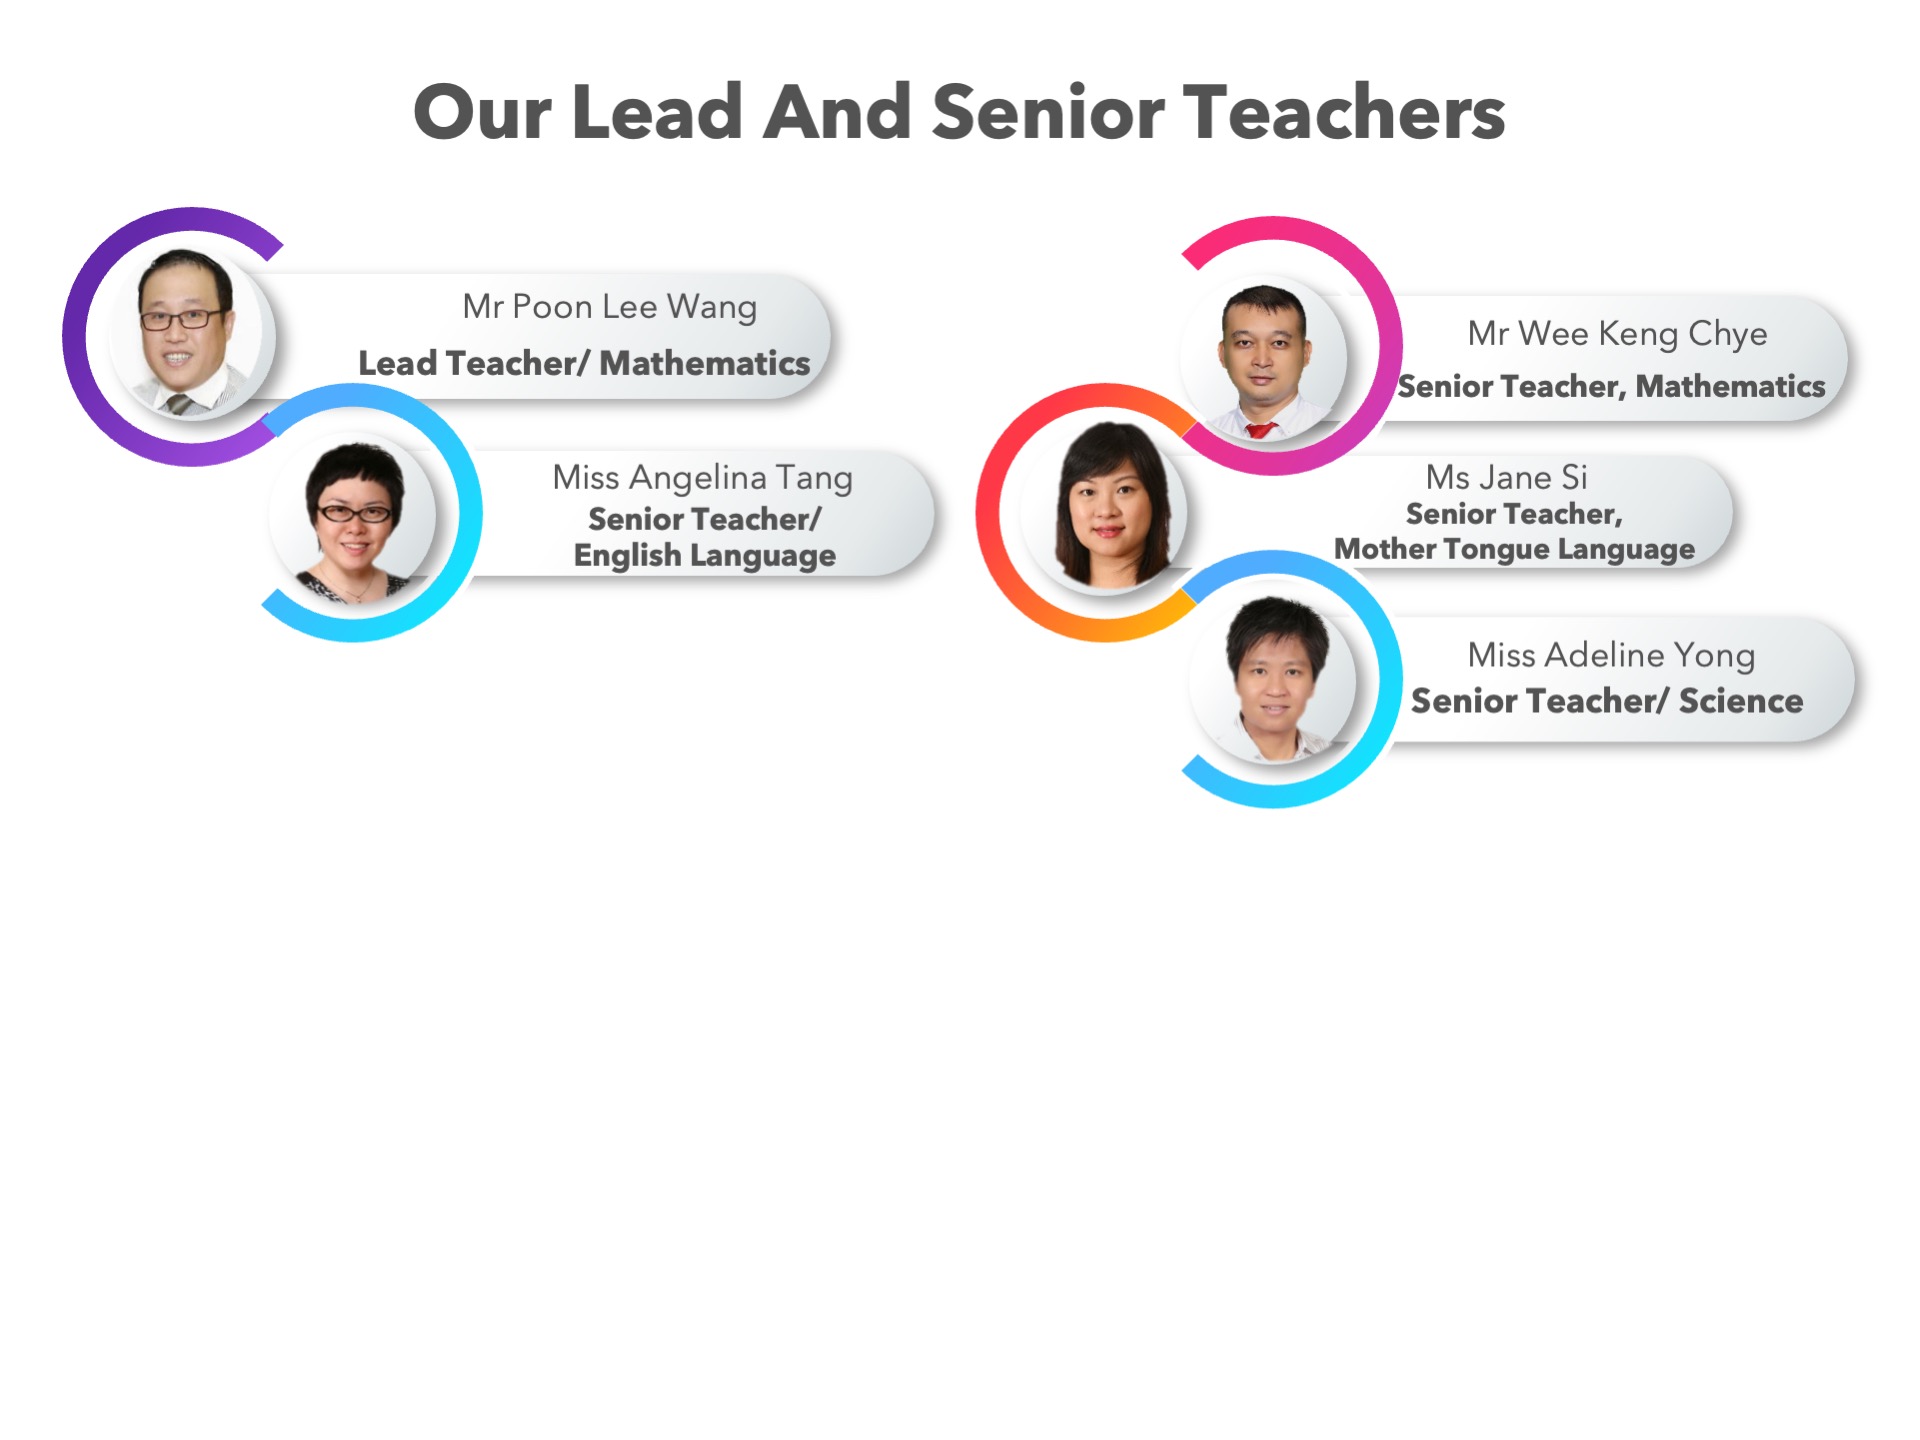 Our Lead And Senior Teachers
Mr Poon Lee Wang
Lead Teacher/ Mathematics
Miss Angelina Tang
Senior Teacher/
English Language
Mr Wee Keng Chye
Senior Teacher, Mathematics
Ms Jane Si
Senior Teacher,
Mother Tongue Language
Miss Adeline Yong
Senior Teacher/ Science